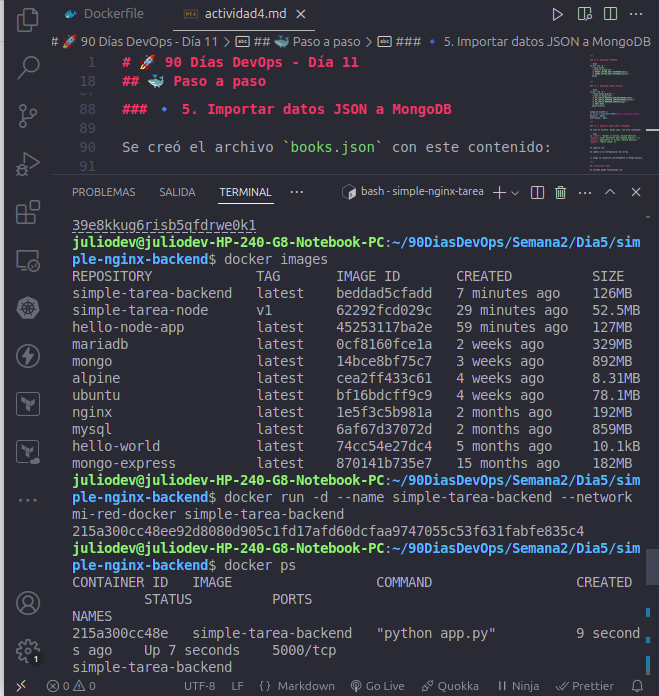 Dockerfile
actividad4.md
# 🚀 90 Días DevOps - Día 11 > ## 🐳 Paso a paso > ### 🔹 5. Importar datos JSON a MongoDB
1 # 🚀 90 Días DevOps - Día 11
18 ## 🐳 Paso a paso
88 ### 🔹 5. Importar datos JSON a MongoDB
89
90 Se creó el archivo `books.json` con este contenido:
91
PROBLEMAS SALIDA TERMINAL ··· bash - simple-nginx-tarea
39e8kkug6risb5qfdrwe0k1
juliodev@juliodev-HP-240-G8-Notebook-PC:~/90DiasDevOps/Semana2/Dia5/sim
ple-nginx-backend$ docker images
REPOSITORY TAG IMAGE ID CREATED SIZE
simple-tarea-backend latest beddad5cfadd 7 minutes ago 126MB
simple-tarea-node v1 62292fcd029c 29 minutes ago 52.5MB
hello-node-app latest 45253117ba2e 59 minutes ago 127MB
mariadb latest 0cf8160fce1a 2 weeks ago 329MB
mongo latest 14bce8bf75c7 3 weeks ago 892MB
alpine latest cea2ff433c61 4 weeks ago 8.31MB
ubuntu latest bf16bdcff9c9 4 weeks ago 78.1MB
nginx latest 1e5f3c5b981a 2 months ago 192MB
mysql latest 6af67d37072d 2 months ago 859MB
hello-world latest 74cc54e27dc4 5 months ago 10.1kB
mongo-express latest 870141b735e7 15 months ago 182MB
juliodev@juliodev-HP-240-G8-Notebook-PC:~/90DiasDevOps/Semana2/Dia5/sim
ple-nginx-backend$ docker run -d --name simple-tarea-backend --network
mi-red-docker simple-tarea-backend
215a300cc48ee92d8080d905c1fd17afd60dcfaa9747055c53f631fabfe835c4
juliodev@juliodev-HP-240-G8-Notebook-PC:~/90DiasDevOps/Semana2/Dia5/sim
ple-nginx-backend$ docker ps
CONTAINER ID IMAGE COMMAND CREATED
STATUS PORTS
NAMES
215a300cc48e simple-tarea-backend "python app.py" 9 second
s ago Up 7 seconds 5000/tcp
simple-tarea-backend
1
0 0 UTF-8 LF {} Markdown Go Live Quokka Ninja Prettier